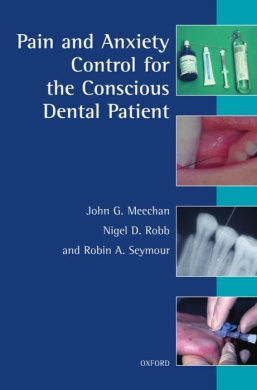 Pain and Anxiety
Control for
the Conscious
Dental Patient
John G. Meechan
Nigel D. Robb
and Robin A. Seymour
OXFORD